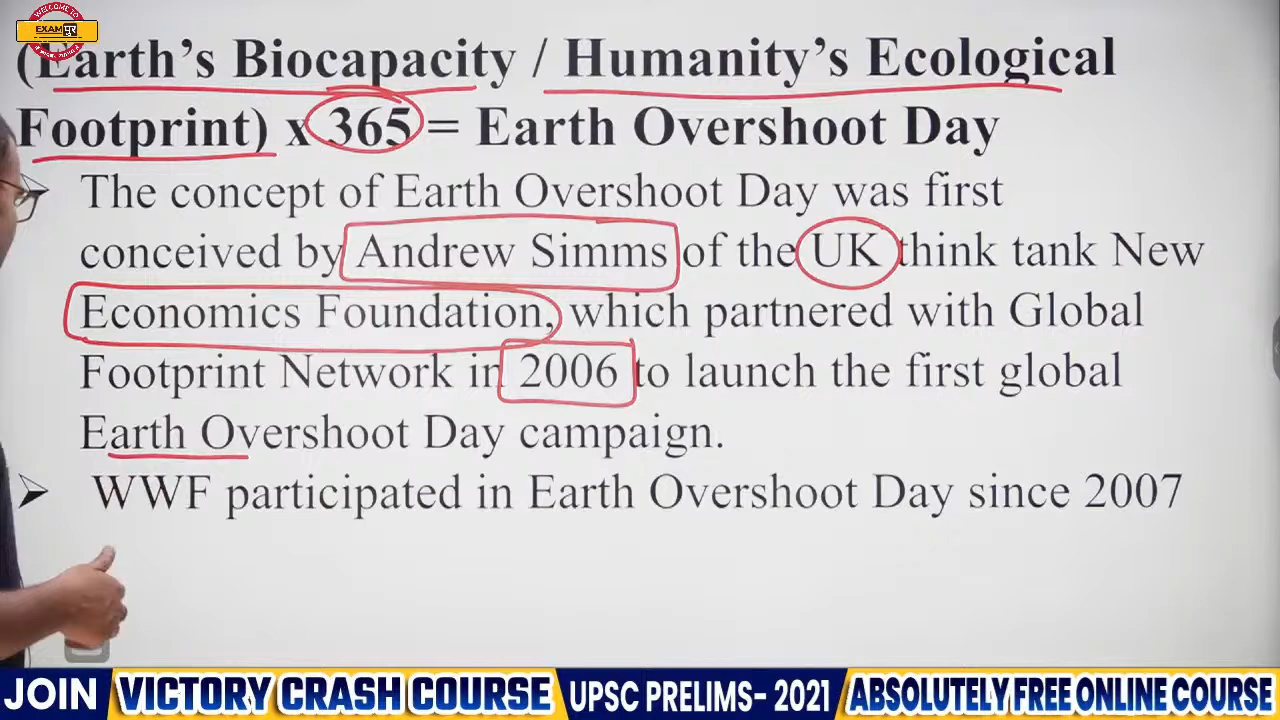 WELCOME TO
EXAMपुर
(Earth’s Biocapacity / Humanity’s Ecological
Footprint) x 365 = Earth Overshoot Day
➢ The concept of Earth Overshoot Day was first
conceived by Andrew Simms of the UK think tank New
Economics Foundation, which partnered with Global
Footprint Network in 2006 to launch the first global
Earth Overshoot Day campaign.
➢ WWF participated in Earth Overshoot Day since 2007
JOIN VICTORY CRASH COURSE UPSC PRELIMS- 2021 ABSOLUTELY FREE ONLINE COURSE